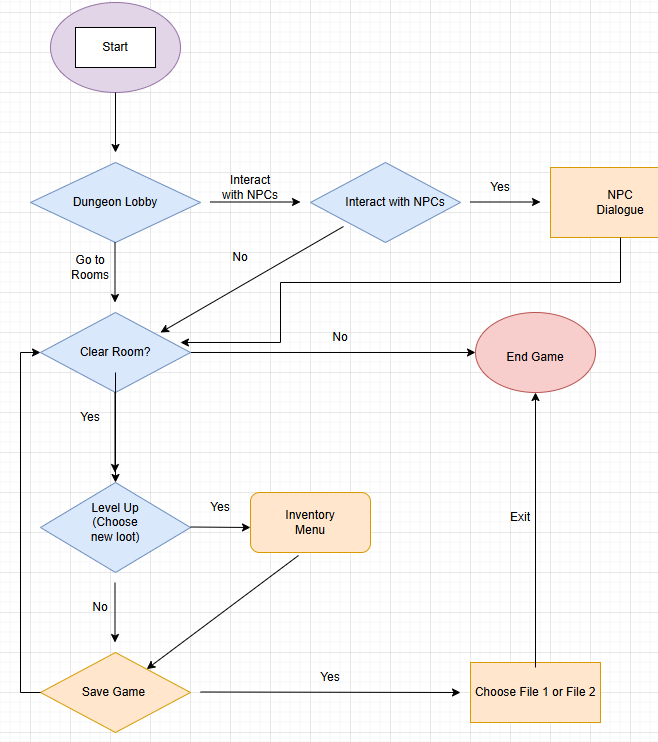 Start
Dungeon Lobby
Interact
with NPCs
Interact with NPCs
Yes
NPC
Dialogue
Go to
Rooms
No
Clear Room?
No
End Game
Yes
Level Up
(Choose
new loot)
Yes
Inventory
Menu
Exit
No
Save Game
Yes
Choose File 1 or File 2